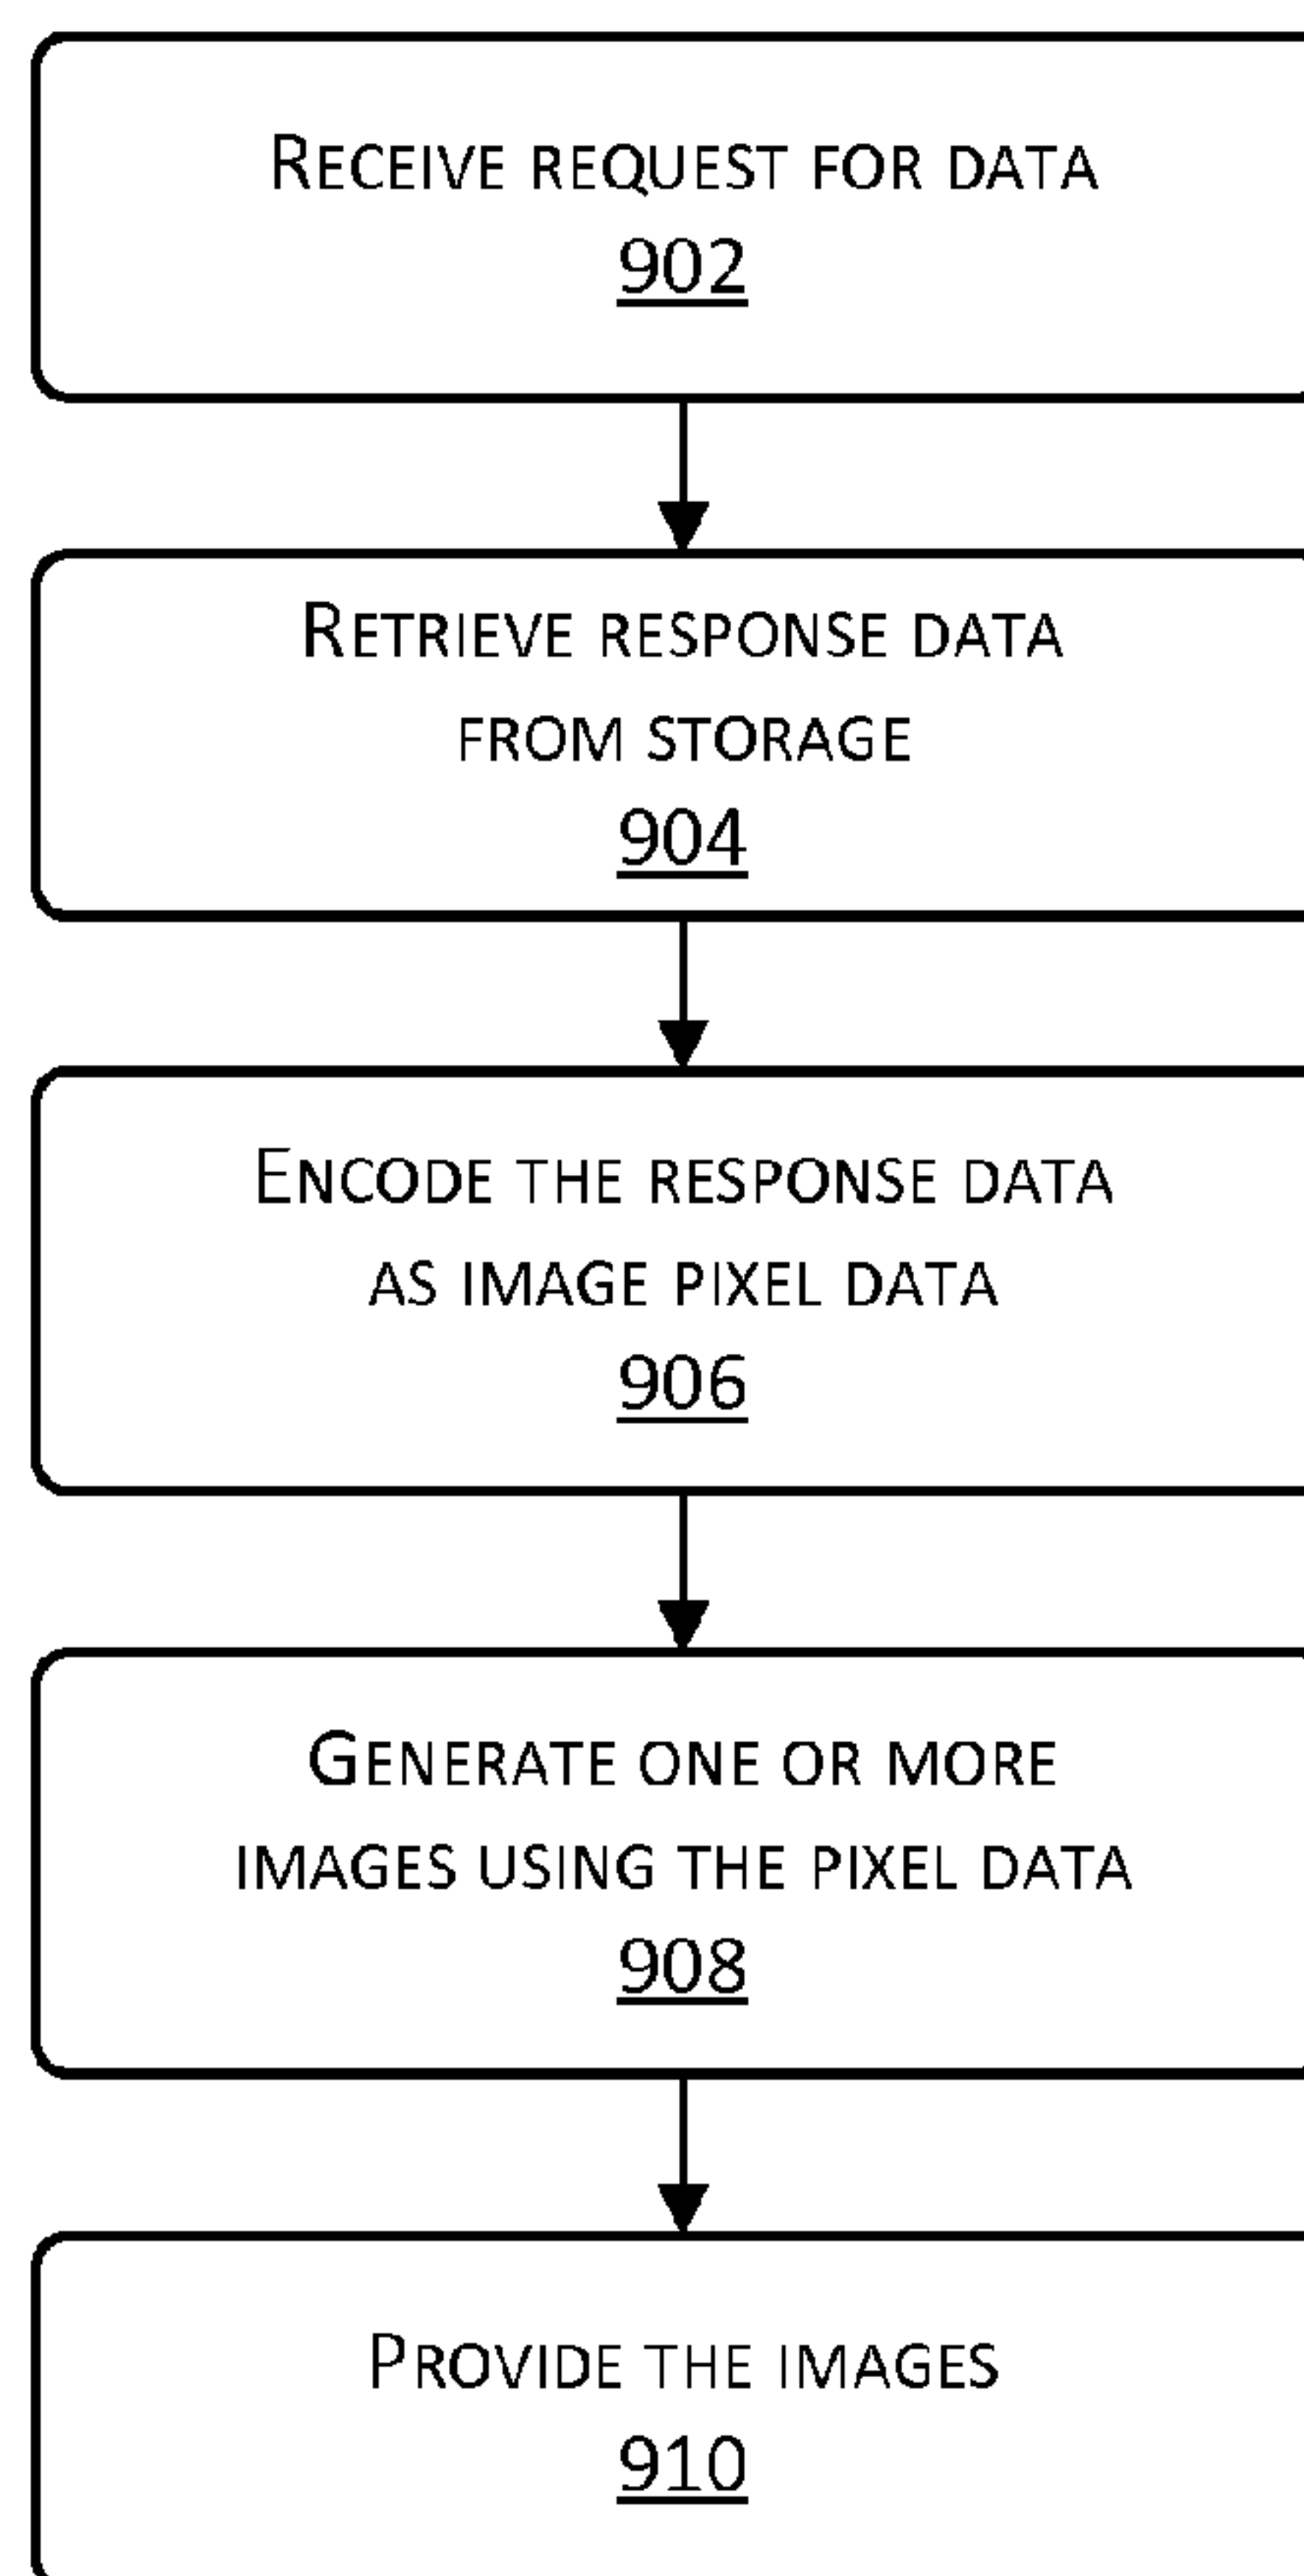 RECEIVE REQUEST FOR DATA
902
RETRIEVE RESPONSE DATA
FROM STORAGE
904
ENCODE THE RESPONSE DATA
AS IMAGE PIXEL DATA
906
GENERATE ONE OR MORE
IMAGES USING THE PIXEL DATA
908
PROVIDE THE IMAGES
910